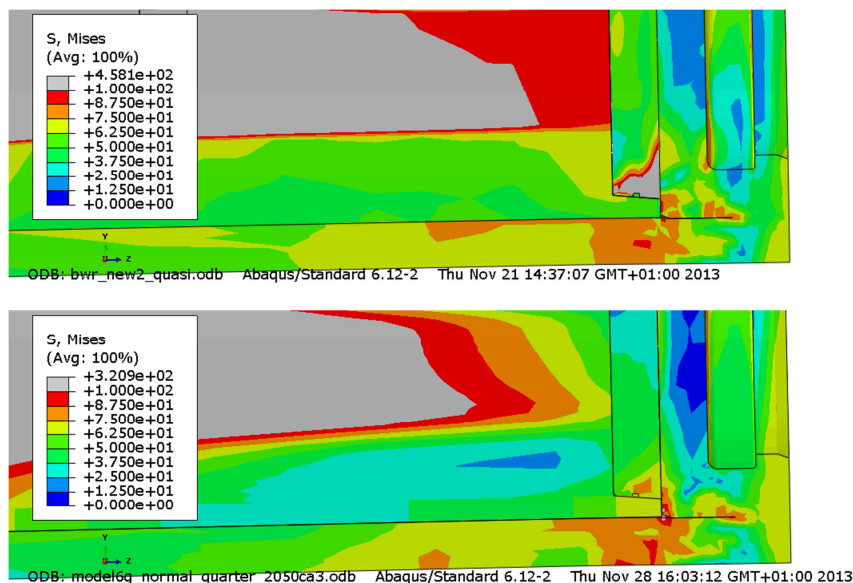 S, Mises
(Avg: 100%)
+4.581e+02
+1.000e+02
+8.750e+01
+7.500e+01
+6.250e+01
+5.000e+01
+3.750e+01
+2.500e+01
+1.250e+01
+0.000e+00
Y
Z
ODB: bwr_new2_quasi.odb Abaqus/Standard 6.12-2 Thu Nov 21 14:37:07 GMT+01:00 2013
S, Mises
(Avg: 100%)
+3.209e+02
+1.000e+02
+8.750e+01
+7.500e+01
+6.250e+01
+5.000e+01
+3.750e+01
+2.500e+01
+1.250e+01
+0.000e+00
Y
Z
ODB: model6g_normal_quarter_2050ca3.odb Abaqus/Standard 6.12-2 Thu Nov 28 16:03:12 GMT+01:00 2013